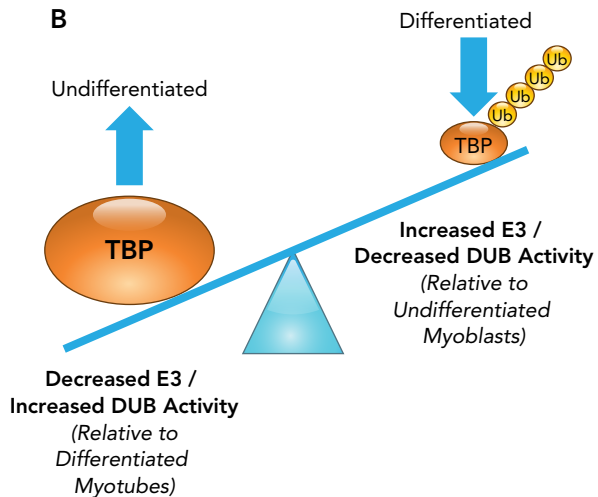 B
Undifferentiated
TBP
Decreased E3 /
Increased DUB Activity
(Relative to
Differentiated
Myotubes)
Differentiated
Ub
Ub
Ub
Ub
TBP
Increased E3 /
Decreased DUB Activity
(Relative to
Undifferentiated
Myoblasts)